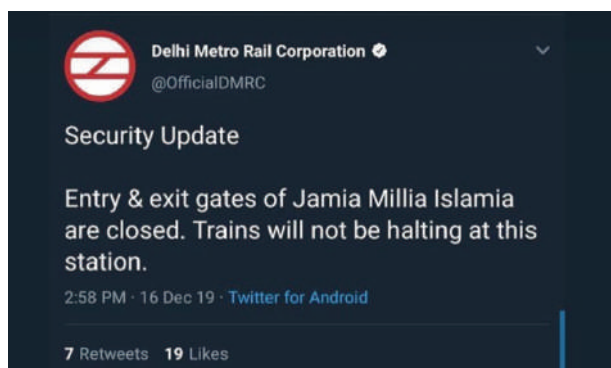 Delhi Metro Rail Corporation
@OfficialDMRC
Security Update
Entry & exit gates of Jamia Millia Islamia
are closed. Trains will not be halting at this
station.
2:58 PM · 16 Dec 19 · Twitter for Android
7 Retweets 19 Likes